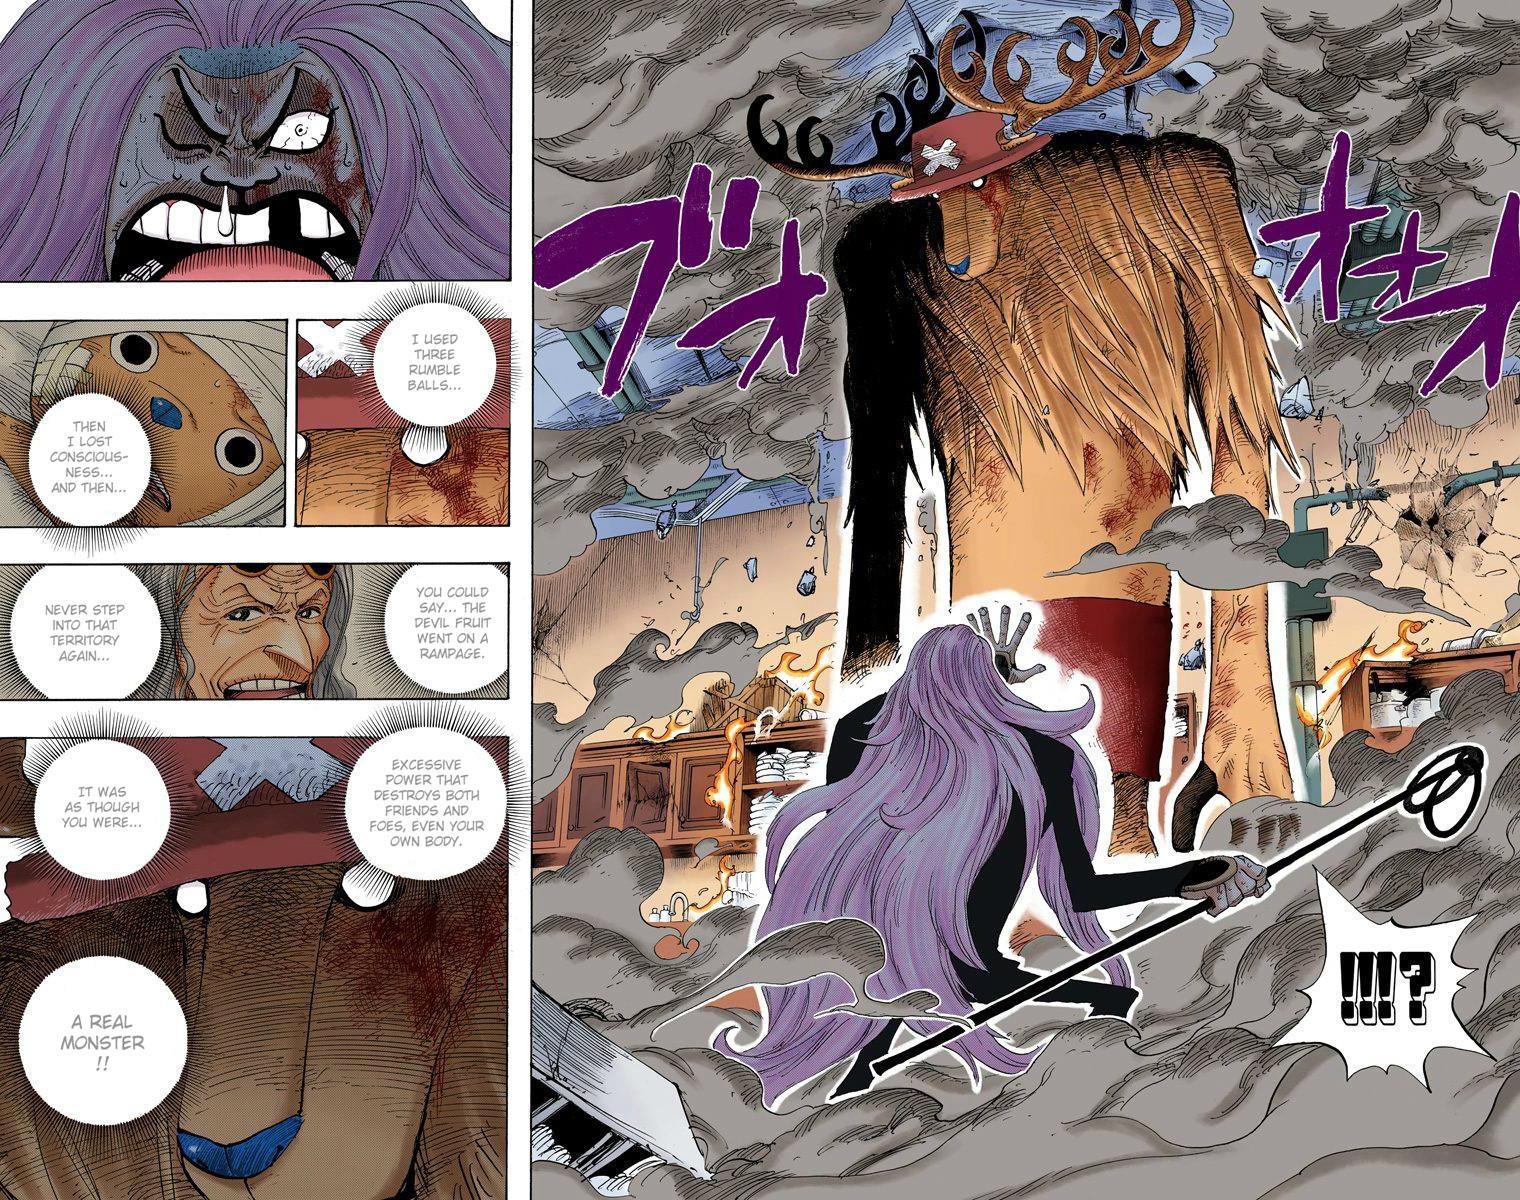 I USED
THREE
RUMBLE
BALLS...
THEN
I LOST
CONSCIOUS-
NESS...
AND THEN...
YOU COULD
SAY... THE
DEVIL FRUIT
WENT ON A
RAMPAGE.
NEVER STEP
INTO THAT
TERRITORY
AGAIN...
EXCESSIVE
POWER THAT
DESTROYS BOTH
FRIENDS AND
FOES, EVEN YOUR
OWN BODY.
IT WAS
AS THOUGH
YOU WERE...
A REAL
MONSTER
!!
ブオ
オオオ
!!!?